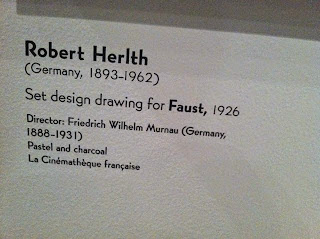 Robert Herlth
(Germany, 1893–1962)
Set design drawing for Faust, 1926
Director: Friedrich Wilhelm Murnau (Germany,
1888–1931)
Pastel and charcoal
La Cinémathèque française